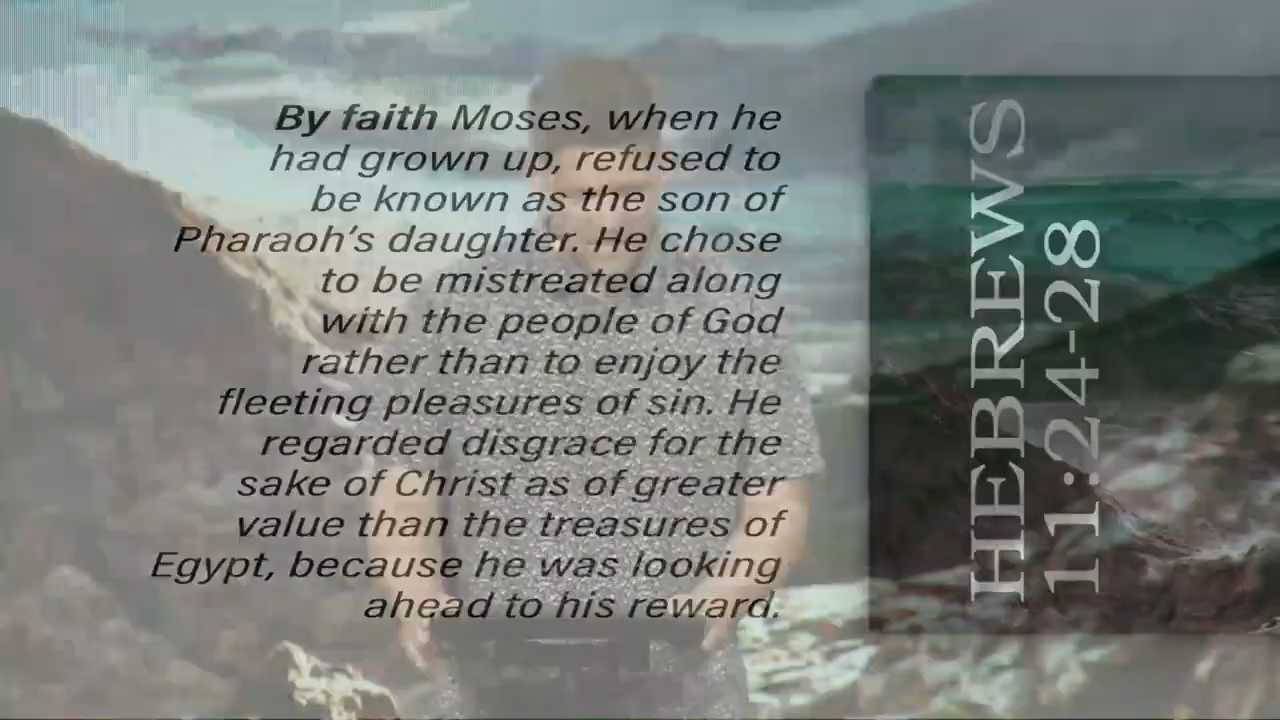 By faith Moses, when he
had grown up, refused to
be known as the son of
Pharaoh's daughter. He chose
to be mistreated along
with the people of God
rather than to enjoy the
fleeting pleasures of sin. He
regarded disgrace for the
sake of Christ as of greater
value than the treasures of
Egypt, because he was looking
ahead to his reward.
HEBREWS
11:24-28